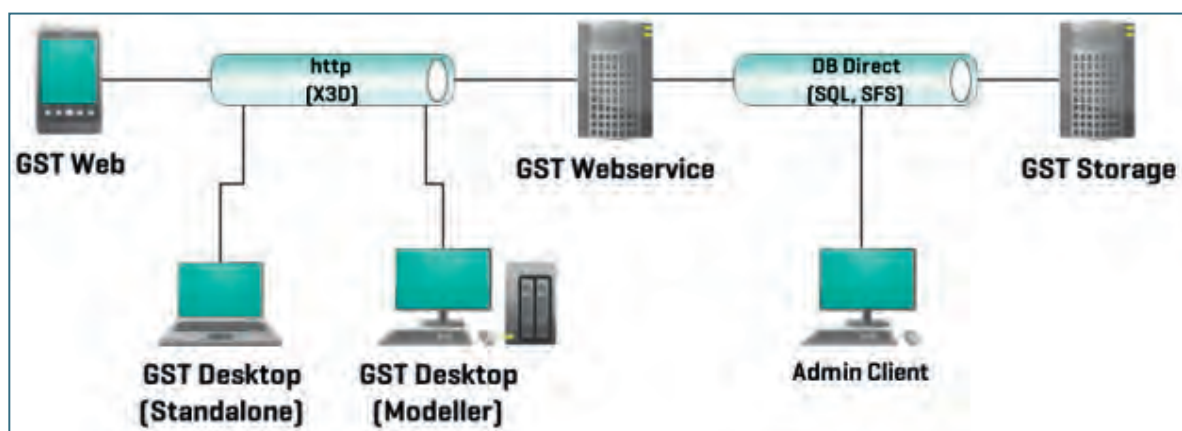 http
(X3D)
DB Direct
(SQL, SFS)
GST Web
GST Webservice
GST Storage
GST Desktop
(Standalone)
GST Desktop
(Modeller)
Admin Client